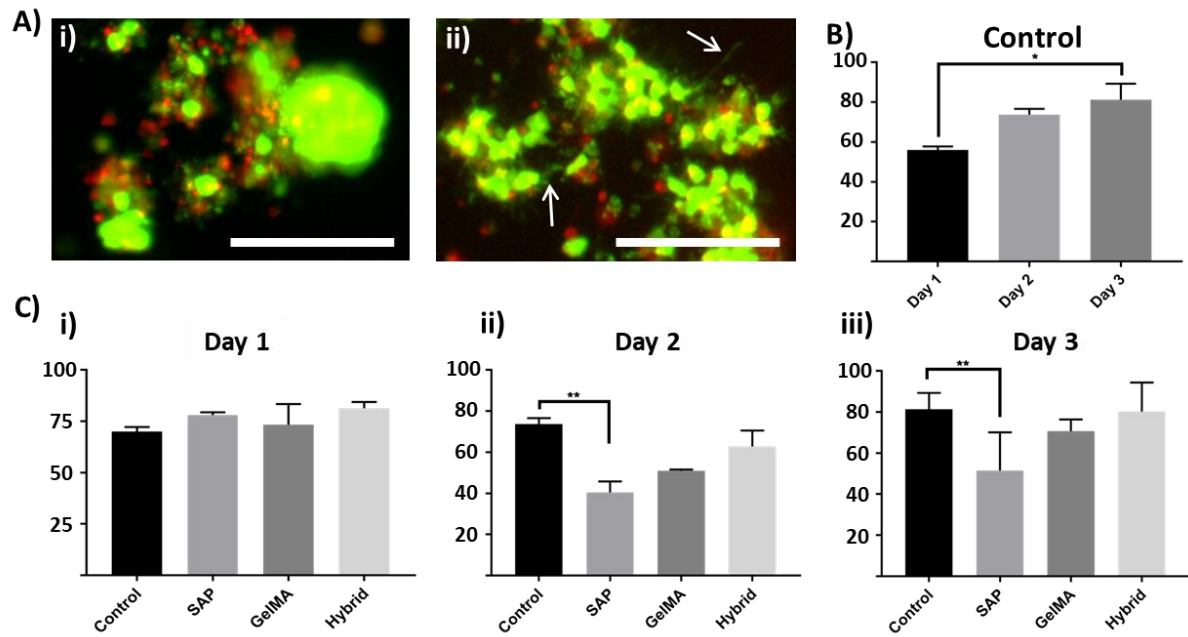 A)
i)
ii)
B)
Control
100
80
60
40
20
*
Day 1
Day 2
Day 3
C)
i)
Day 1
100
75
50
25
Control
SAP
GelMA
Hybrid
ii)
Day 2
100
80
60
40
20
**
Control
SAP
GelMA
Hybrid
iii)
Day 3
100
80
60
40
20
**
Control
SAP
GelMA
Hybrid